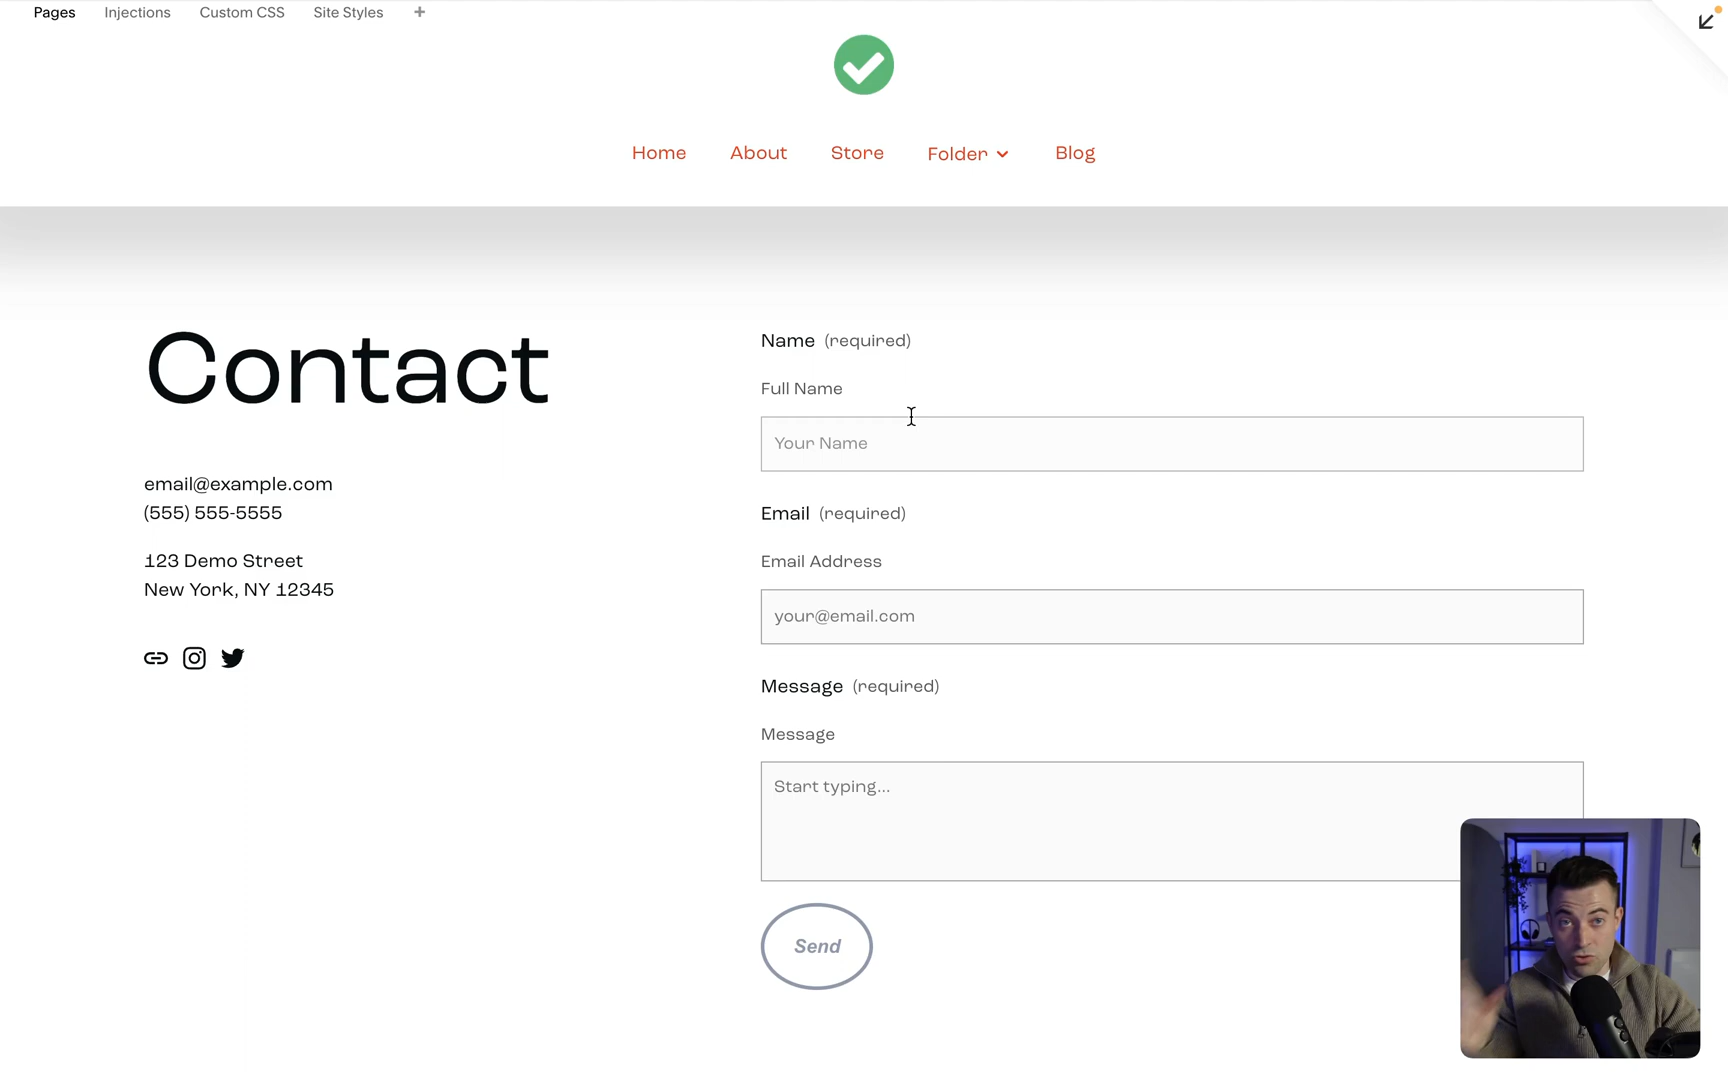 Pages Injections Custom CSS Site Styles +
Home About Store Folder Blog
Contact
email@example.com
(555) 555-5555
123 Demo Street
New York, NY 12345
Name (required)
Full Name
Your Name
Email (required)
Email Address
your@email.com
Message (required)
Message
Start typing...
Send